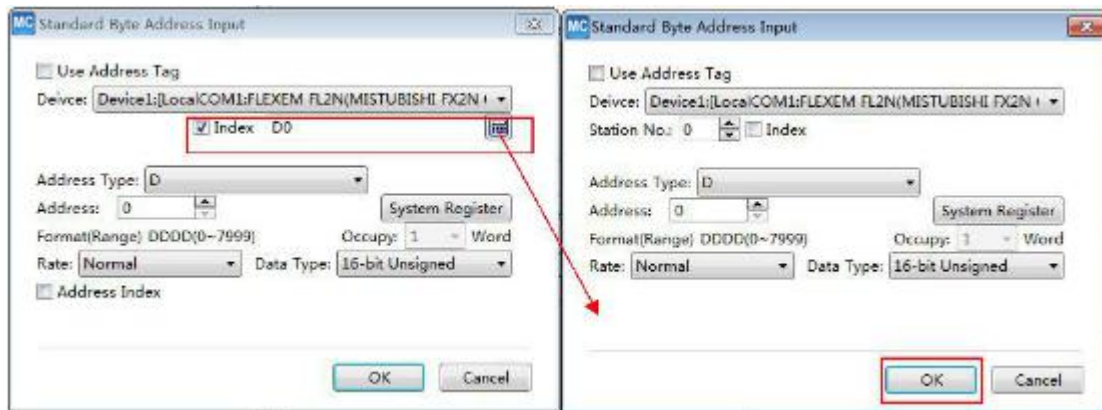 MC Standard Byte Address Input
Use Address Tag
Deivce: Device1:[LocalCOM1:FLEXEM FL2N(MISTUBISHI FX2N (
Index D0
Address Type: D
Address: 0
System Register
Format(Range) DDDD(0~7999) Occupy: 1 Word
Rate: Normal Data Type: 16-bit Unsigned
Address Index
OK Cancel
MC Standard Byte Address Input
Use Address Tag
Deivce: Device1:[LocalCOM1:FLEXEM FL2N(MISTUBISHI FX2N (
Station No.: 0 Index
Address Type: D
Address: 0
System Register
Format(Range) DDDD(0~7999) Occupy: 1 Word
Rate: Normal Data Type: 16-bit Unsigned
OK Cancel